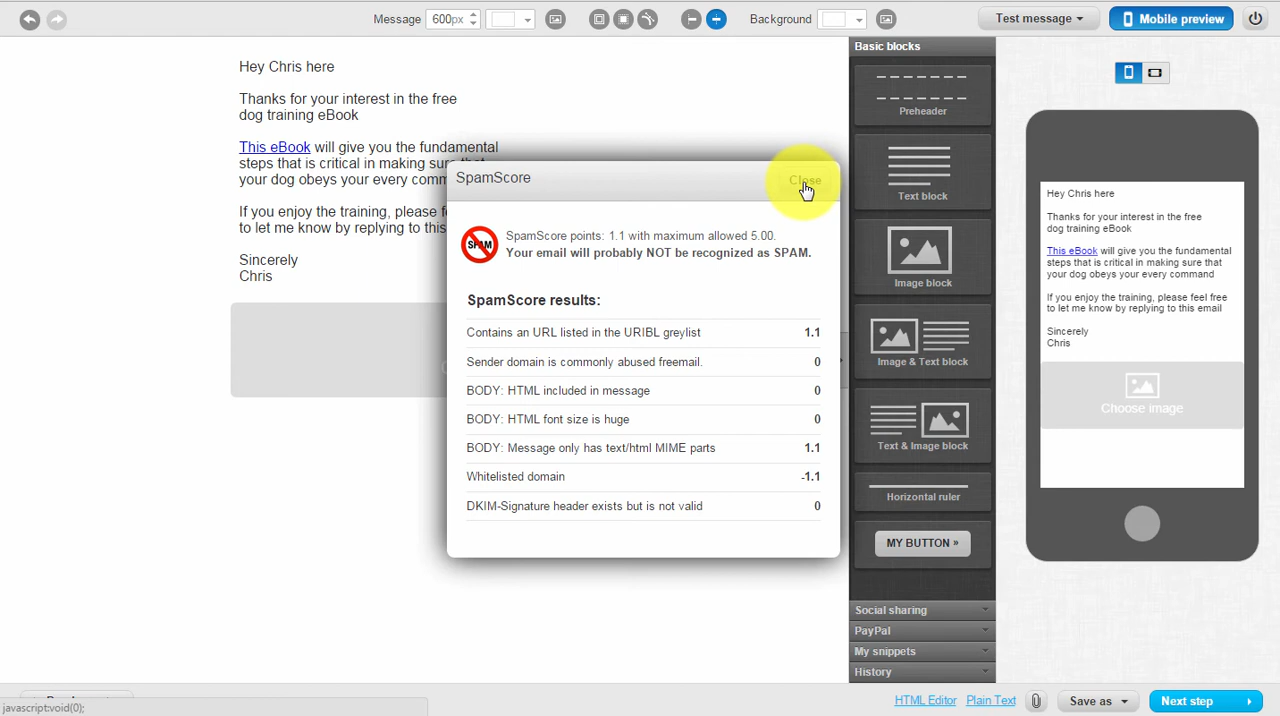 Message 600px Background Test message Mobile preview
Hey Chris here
Thanks for your interest in the free
dog training eBook
This eBook will give you the fundamental
steps that is critical in making sure that
your dog obeys your every comm
If you enjoy the training, please fe
to let me know by replying to this
Sincerely
Chris
SpamScore Close
SPAM
SpamScore points: 1.1 with maximum allowed 5.00.
Your email will probably NOT be recognized as SPAM.
SpamScore results:
Contains an URL listed in the URIBL greylist 1.1
Sender domain is commonly abused freemail. 0
BODY: HTML included in message 0
BODY: HTML font size is huge 0
BODY: Message only has text/html MIME parts 1.1
Whitelisted domain -1.1
DKIM-Signature header exists but is not valid 0
Basic blocks
Preheader
Text block
Image block
Image & Text block
Text & Image block
Horizontal ruler
MY BUTTON »
Social sharing
PayPal
My snippets
History
Hey Chris here
Thanks for your interest in the free
dog training eBook
This eBook will give you the fundamental
steps that is critical in making sure that
your dog obeys your every command
If you enjoy the training, please feel free
to let me know by replying to this email
Sincerely
Chris
Choose image
javascript:void(0);
HTML Editor Plain Text Save as Next step